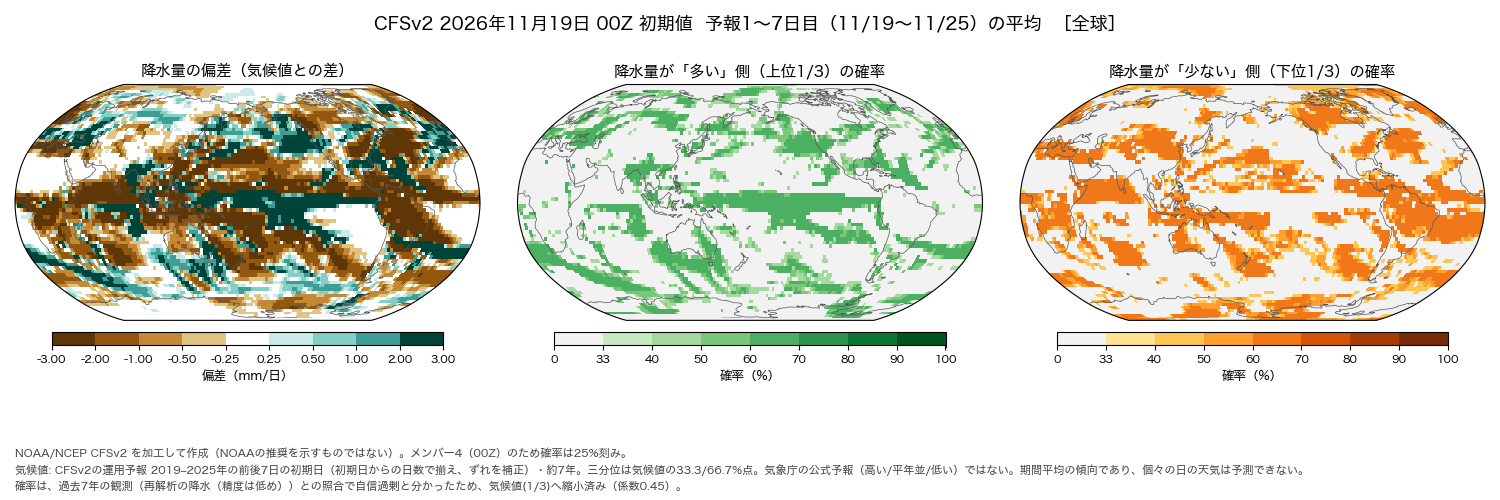 CFSv2 2026年11月19日 00Z 初期値 予報1〜7日目（11/19〜11/25）の平均 ［全球］
降水量の偏差（気候値との差）
降水量が「多い」側（上位1/3）の確率
降水量が「少ない」側（下位1/3）の確率
-3.00 -2.00 -1.00 -0.50 -0.25 0.25 0.50 1.00 2.00 3.00
偏差（mm/日）
0 33 40 50 60 70 80 90 100
確率（%）
0 33 40 50 60 70 80 90 100
確率（%）
NOAA/NCEP CFSv2 を加工して作成（NOAAの推奨を示すものではない）。メンバー4（00Z）のため確率は25%刻み。
気候値: CFSv2の運用予報 2019–2025年の前後7日の初期日（初期日からの日数で揃え、ずれを補正）・約7年。三分位は気候値の33.3/66.7%点。気象庁の公式予報（高い/平年並/低い）ではない。期間平均の傾向であり、個々の日の天気は予測できない。
確率は、過去7年の観測（再解析の降水（精度は低め））との照合で自信過剰と分かったため、気候値(1/3)へ縮小済み（係数0.45）。